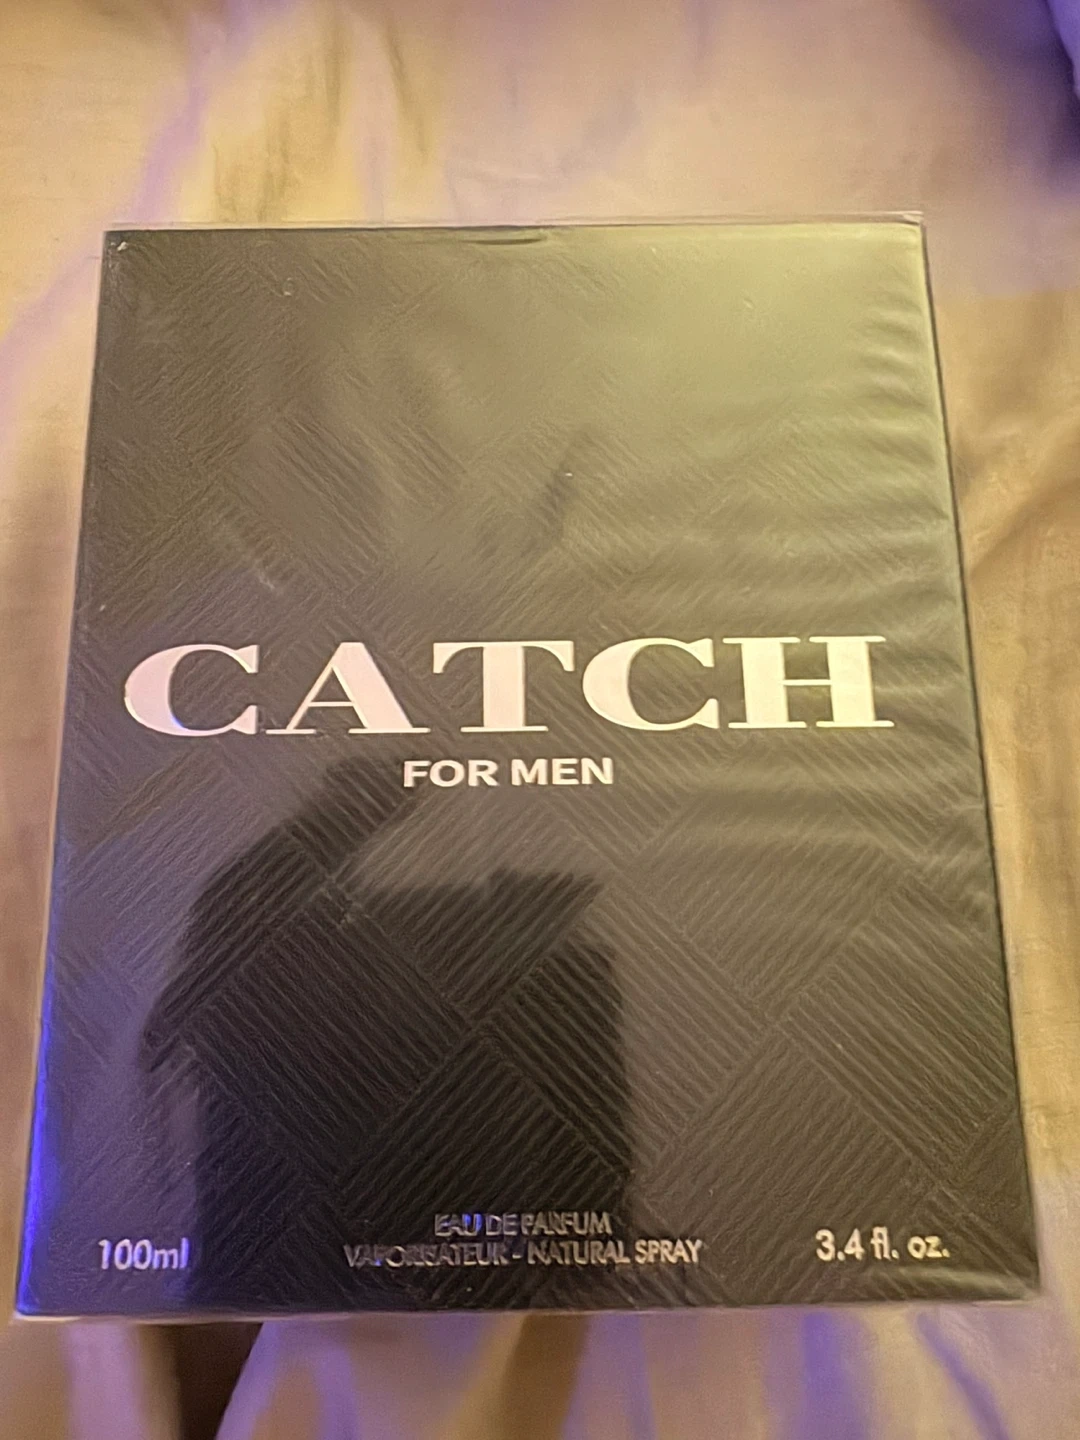 CATCH
FOR MEN
EAU DE PARFUM
100ml VAPORISATEUR - NATURAL SPRAY 3.4 fl. oz.